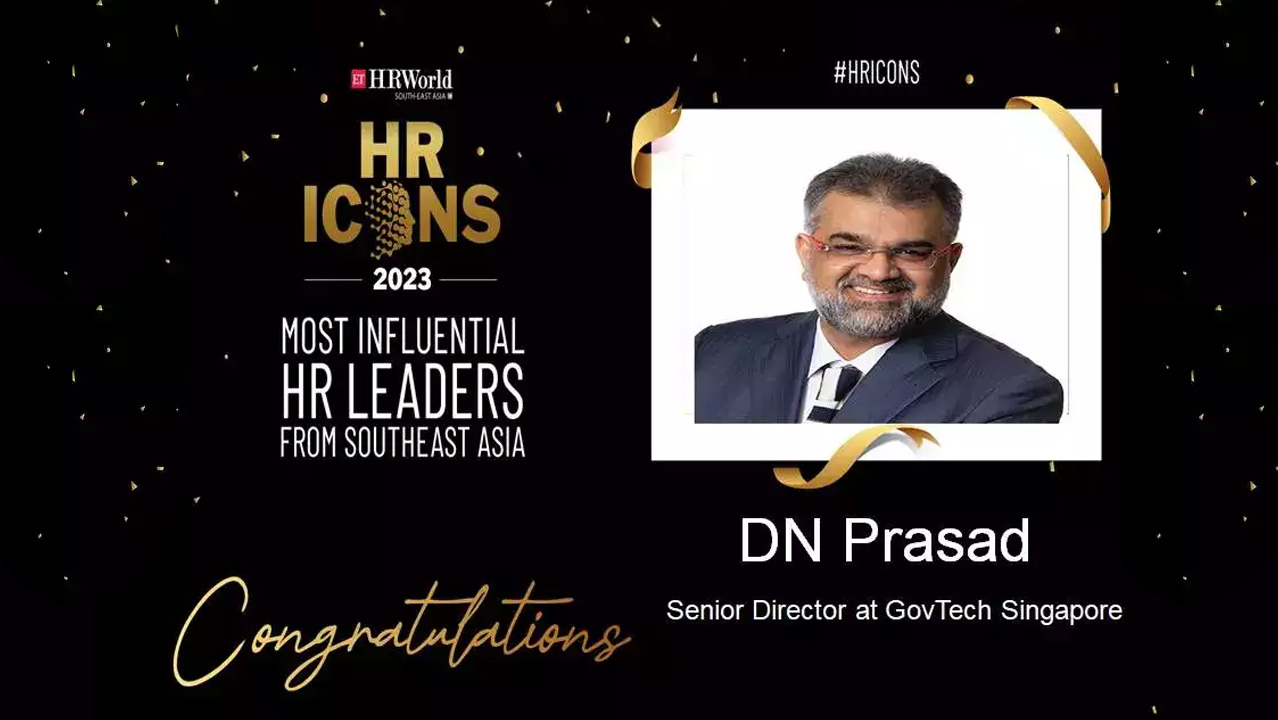 ET HRWorld
SOUTH-EAST ASIA
HR
ICONS
2023
MOST INFLUENTIAL
HR LEADERS
FROM SOUTHEAST ASIA
Congratulations
#HRICONS
DN Prasad
Senior Director at GovTech Singapore